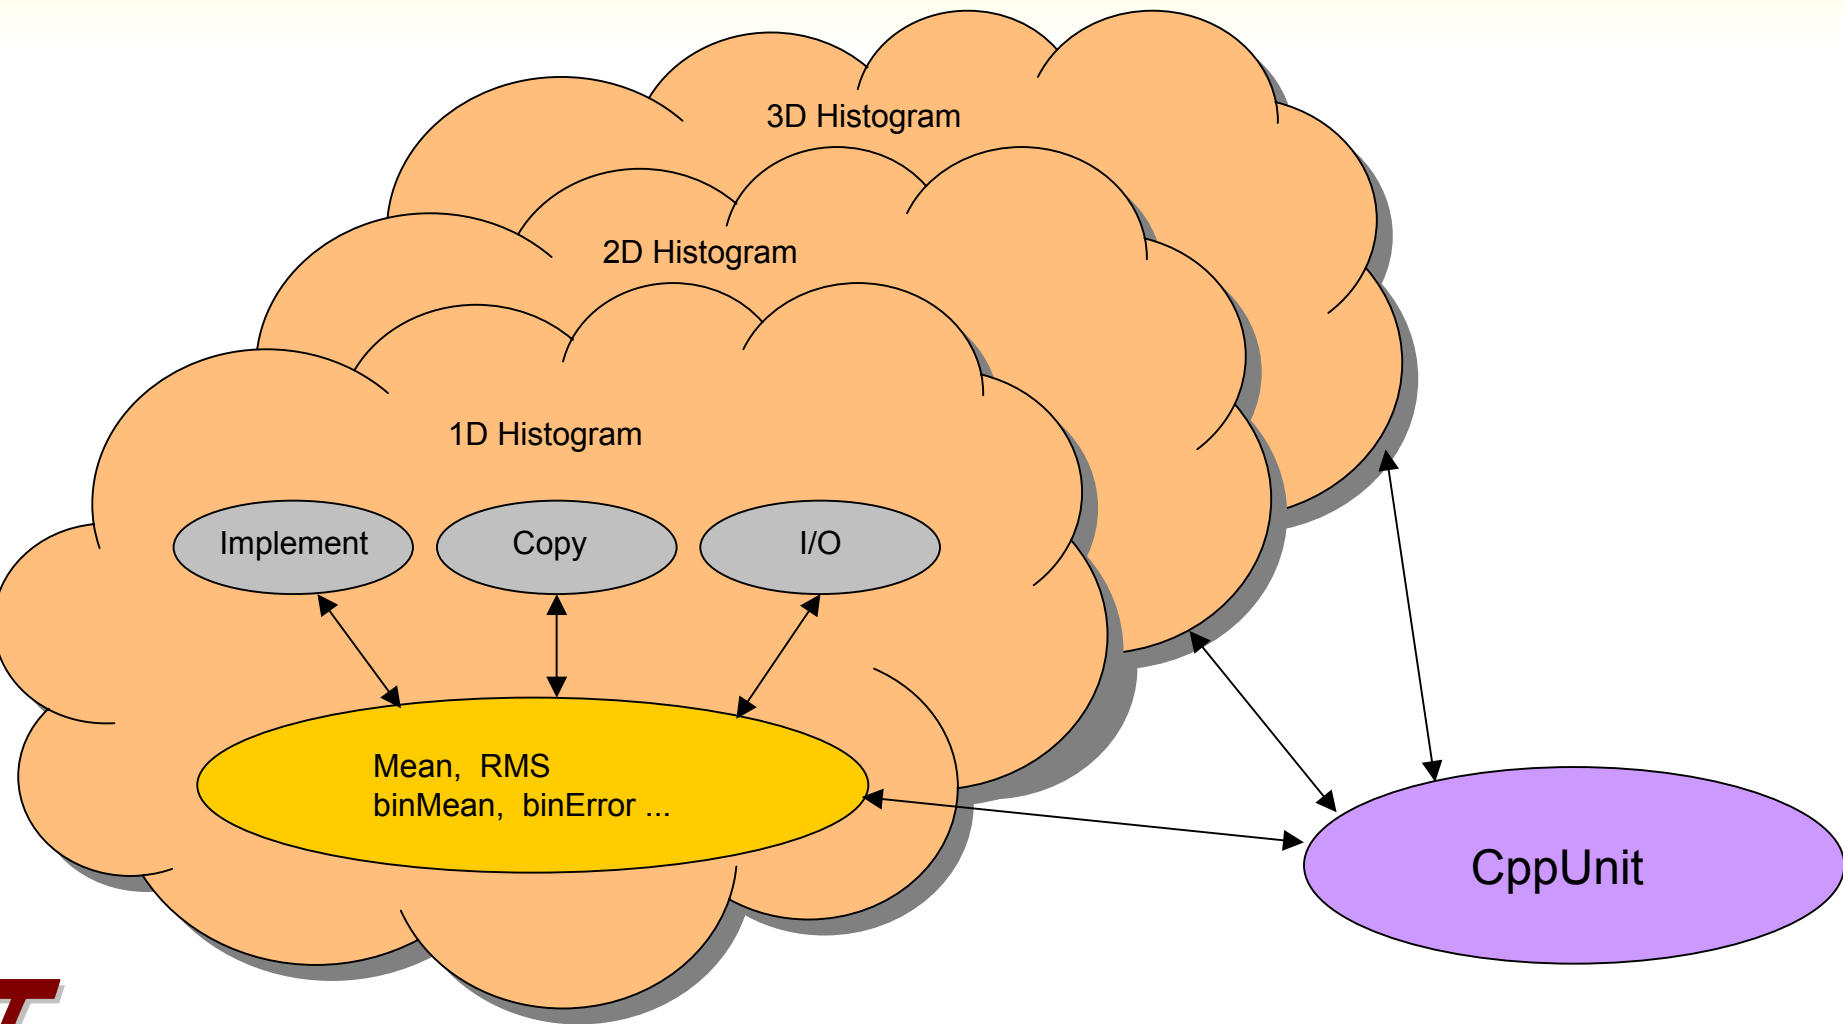 3D Histogram
2D Histogram
1D Histogram
Implement
Copy
I/O
Mean,  RMS
binMean,  binError ...
CppUnit